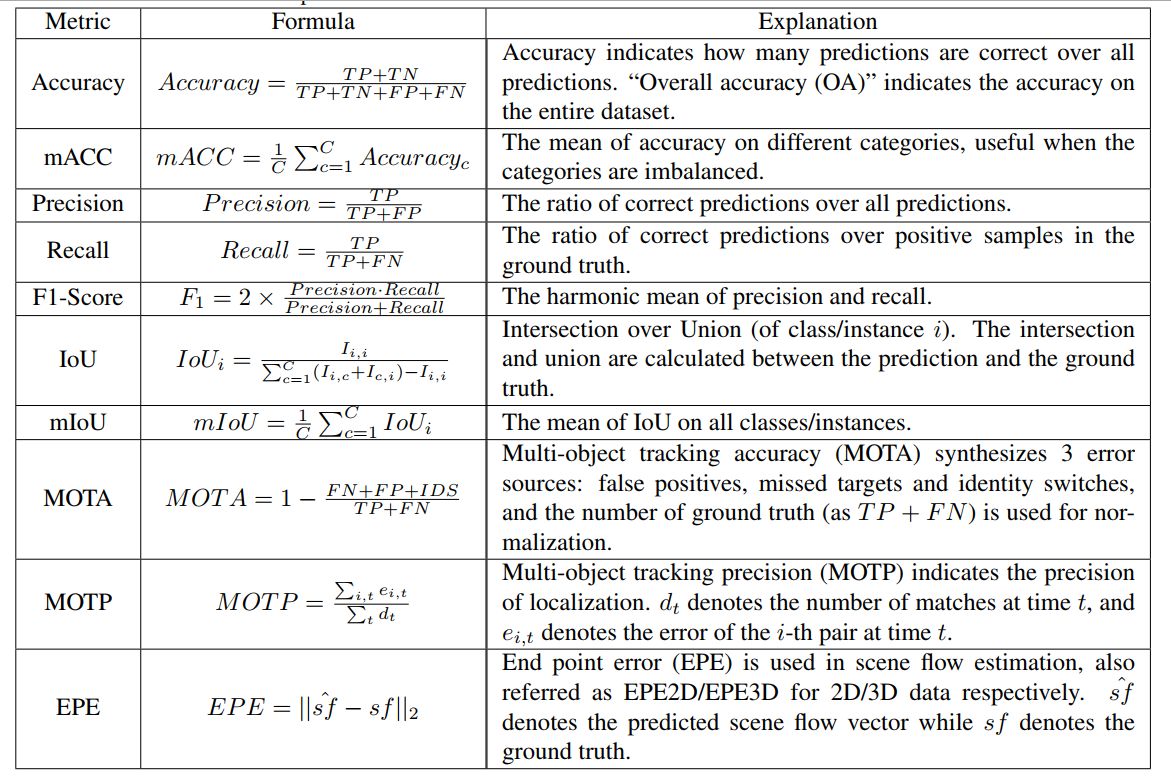 Metric Formula Explanation
Accuracy Accuracy = \frac{TP+TN}{TP+TN+FP+FN} Accuracy indicates how many predictions are correct over all
predictions. “Overall accuracy (OA)” indicates the accuracy on
the entire dataset.
mACC mACC = \frac{1}{C} \sum_{c=1}^{C} Accuracy_c The mean of accuracy on different categories, useful when the
categories are imbalanced.
Precision Precision = \frac{TP}{TP+FP} The ratio of correct predictions over all predictions.
Recall Recall = \frac{TP}{TP+FN} The ratio of correct predictions over positive samples in the
ground truth.
F1-Score F_1 = 2 × \frac{Precision·Recall}{Precision+Recall} The harmonic mean of precision and recall.
IoU IoU_i = \frac{I_{i,i}}{\sum_{c=1}^{C}(I_{i,c}+I_{c,i})-I_{i,i}} Intersection over Union (of class/instance i). The intersection
and union are calculated between the prediction and the ground
truth.
mIoU mIoU = \frac{1}{C} \sum_{c=1}^{C} IoU_i The mean of IoU on all classes/instances.
MOTA MOTA = 1 − \frac{FN+FP+IDS}{TP+FN} Multi-object tracking accuracy (MOTA) synthesizes 3 error
sources: false positives, missed targets and identity switches,
and the number of ground truth (as TP + FN) is used for nor-
malization.
MOTP MOTP = \frac{\sum_{i,t} e_{i,t}}{\sum_t d_t} Multi-object tracking precision (MOTP) indicates the precision
of localization. d_t denotes the number of matches at time t, and
e_{i,t} denotes the error of the i-th pair at time t.
EPE EPE = ||\hat{sf} − sf||_2 End point error (EPE) is used in scene flow estimation, also
referred as EPE2D/EPE3D for 2D/3D data respectively. \hat{sf}
denotes the predicted scene flow vector while sf denotes the
ground truth.